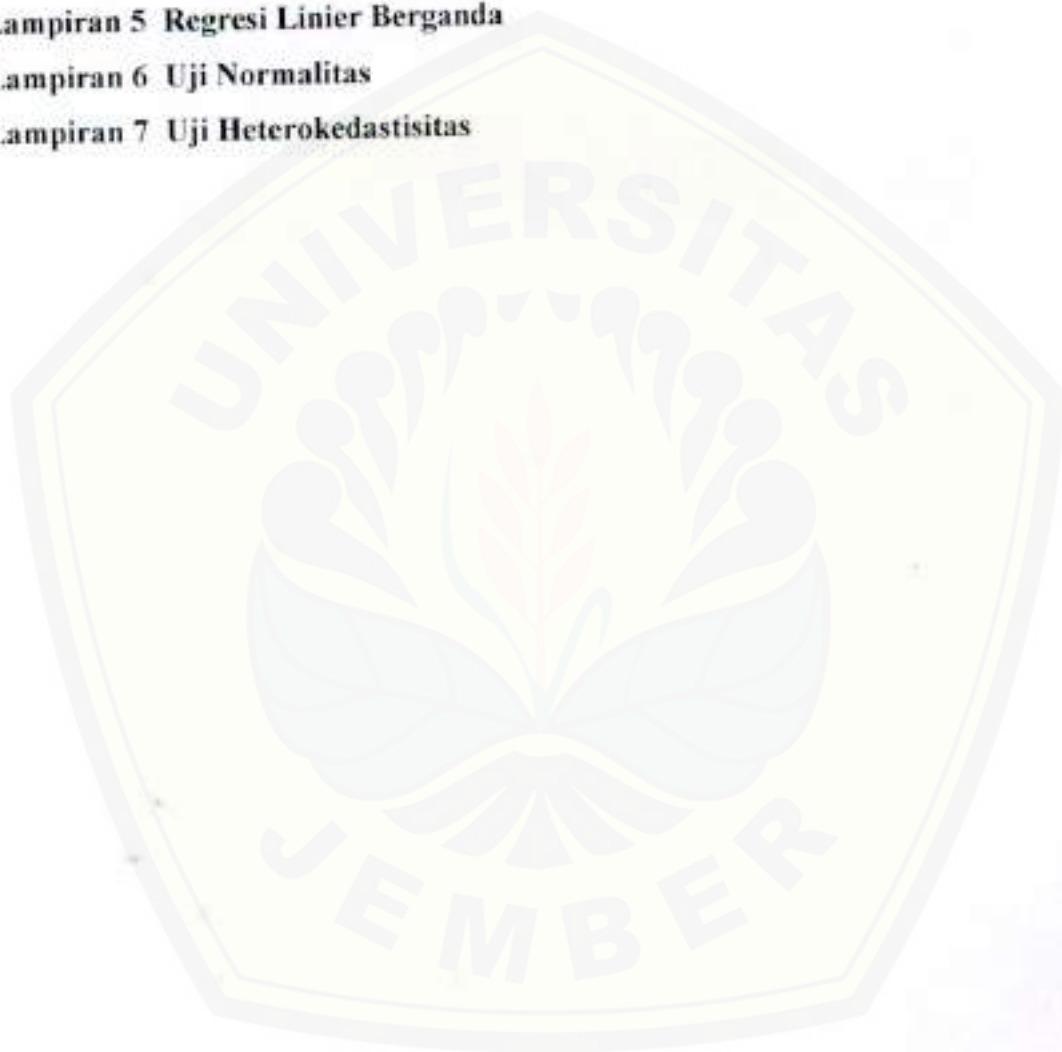 .ampiran 5 Regresi Linier Berganda
.ampiran 6 Uji Normalitas
.ampiran 7 Uji Heterokedastisitas
UNIVERSITAS
JEMBER